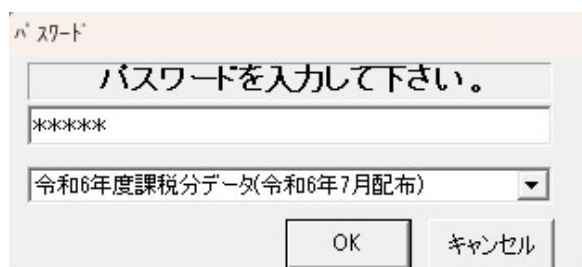 ﾊﾟｽﾜｰﾄﾞ
パスワードを入力して下さい。
*****
令和6年度課税分データ(令和6年7月配布)
OK
キャンセル